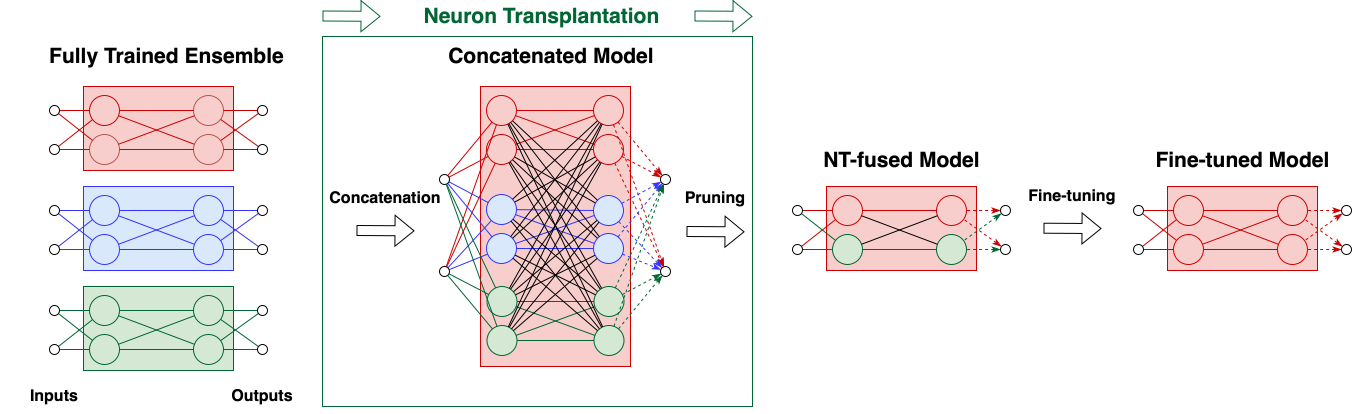 Neuron Transplantation
Fully Trained Ensemble
Concatenated Model
NT-fused Model
Fine-tuned Model
Concatenation
Pruning
Fine-tuning
Inputs
Outputs